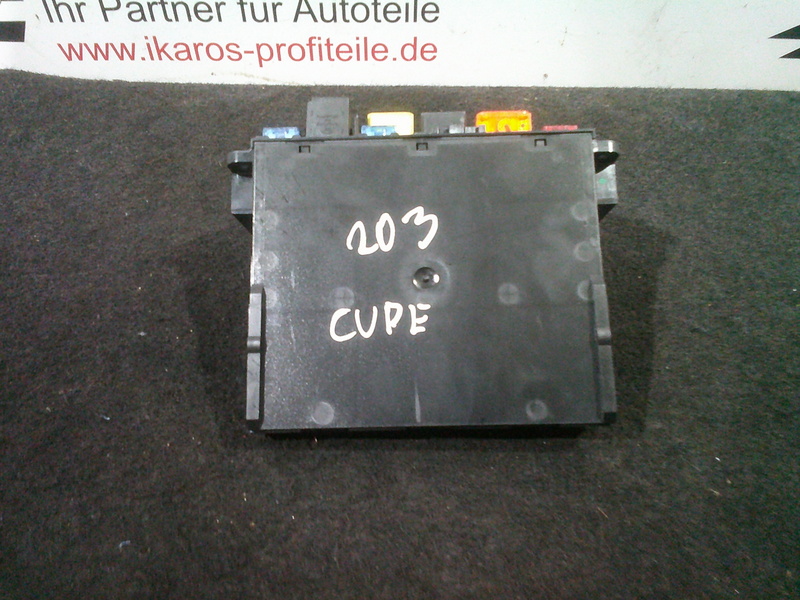 Ihr Partner für Autoteile
www.ikaros-profiteile.de
203
CUPE